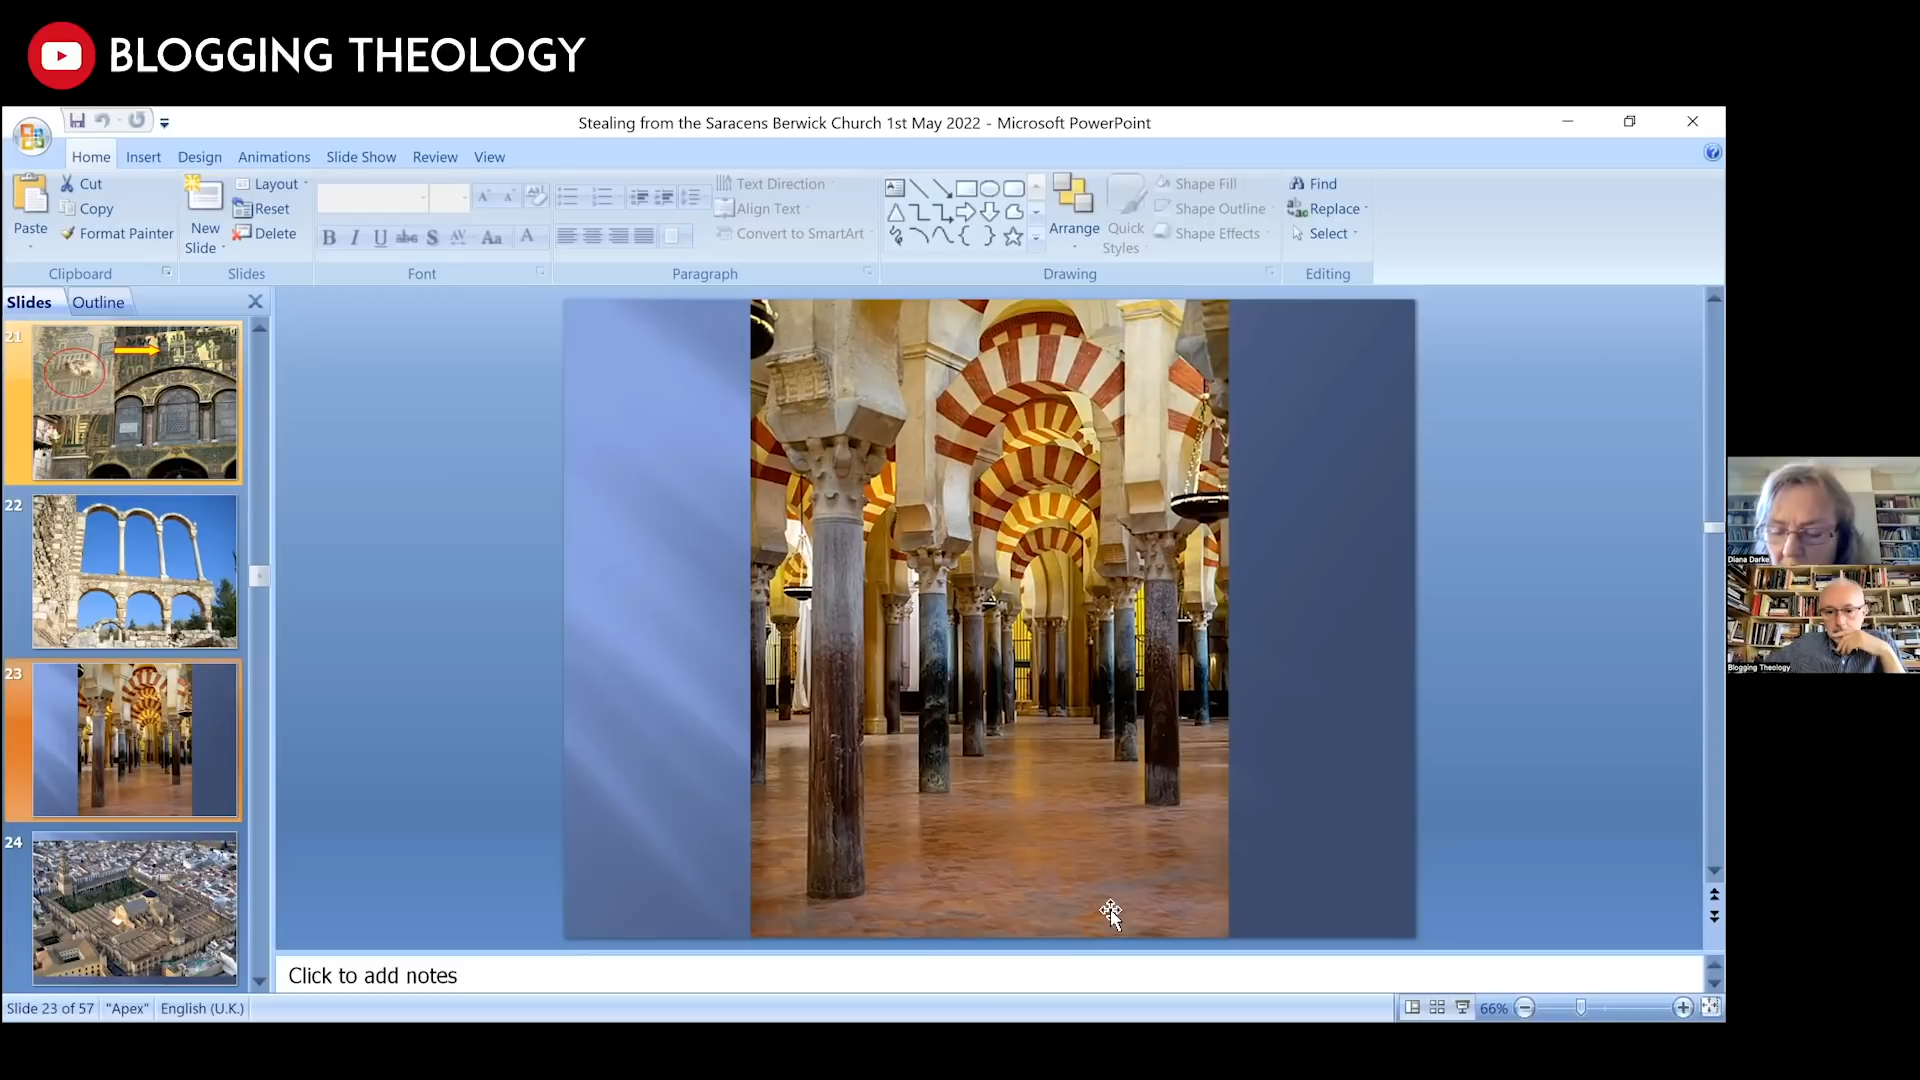 BLOGGING THEOLOGY
Stealing from the Saracens Berwick Church 1st May 2022 - Microsoft PowerPoint
Home Insert Design Animations Slide Show Review View
Paste
Cut
Copy
Format Painter
Clipboard
New Slide
Layout
Reset
Delete
Slides
B I U abc S AV Aa A
Font
Text Direction
Align Text
Convert to SmartArt
Paragraph
Arrange
Quick Styles
Shape Fill
Shape Outline
Shape Effects
Drawing
Find
Replace
Select
Editing
Slides Outline
21
22
23
24
Diana Darke
Blogging Theology
Click to add notes
Slide 23 of 57 "Apex" English (U.K.) 66%